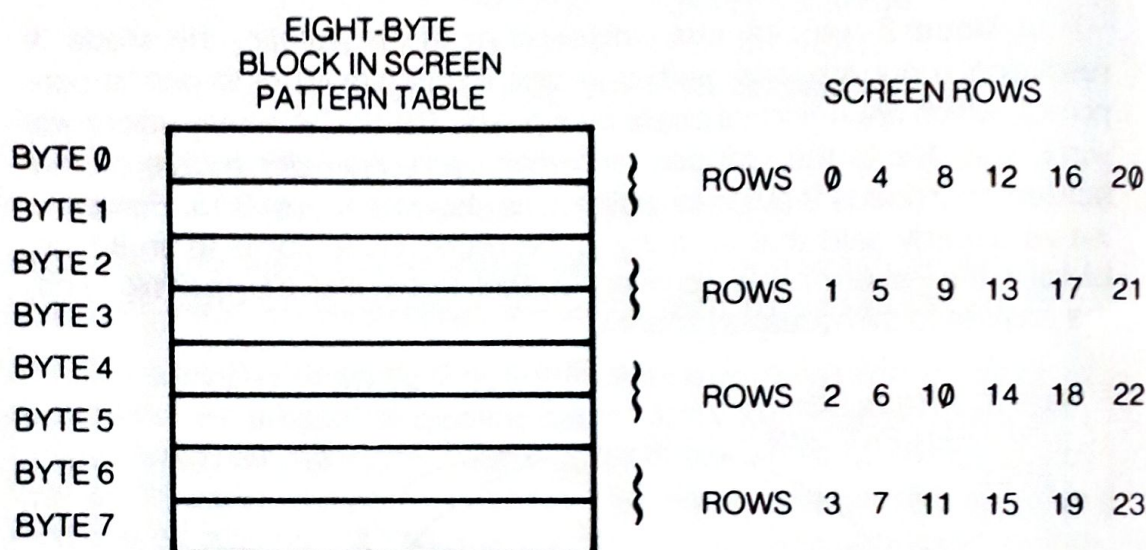 EIGHT-BYTE
BLOCK IN SCREEN
PATTERN TABLE
SCREEN ROWS
BYTE 0
BYTE 1
BYTE 2
BYTE 3
BYTE 4
BYTE 5
BYTE 6
BYTE 7
ROWS 0 4 8 12 16 20
ROWS 1 5 9 13 17 21
ROWS 2 6 10 14 18 22
ROWS 3 7 11 15 19 23